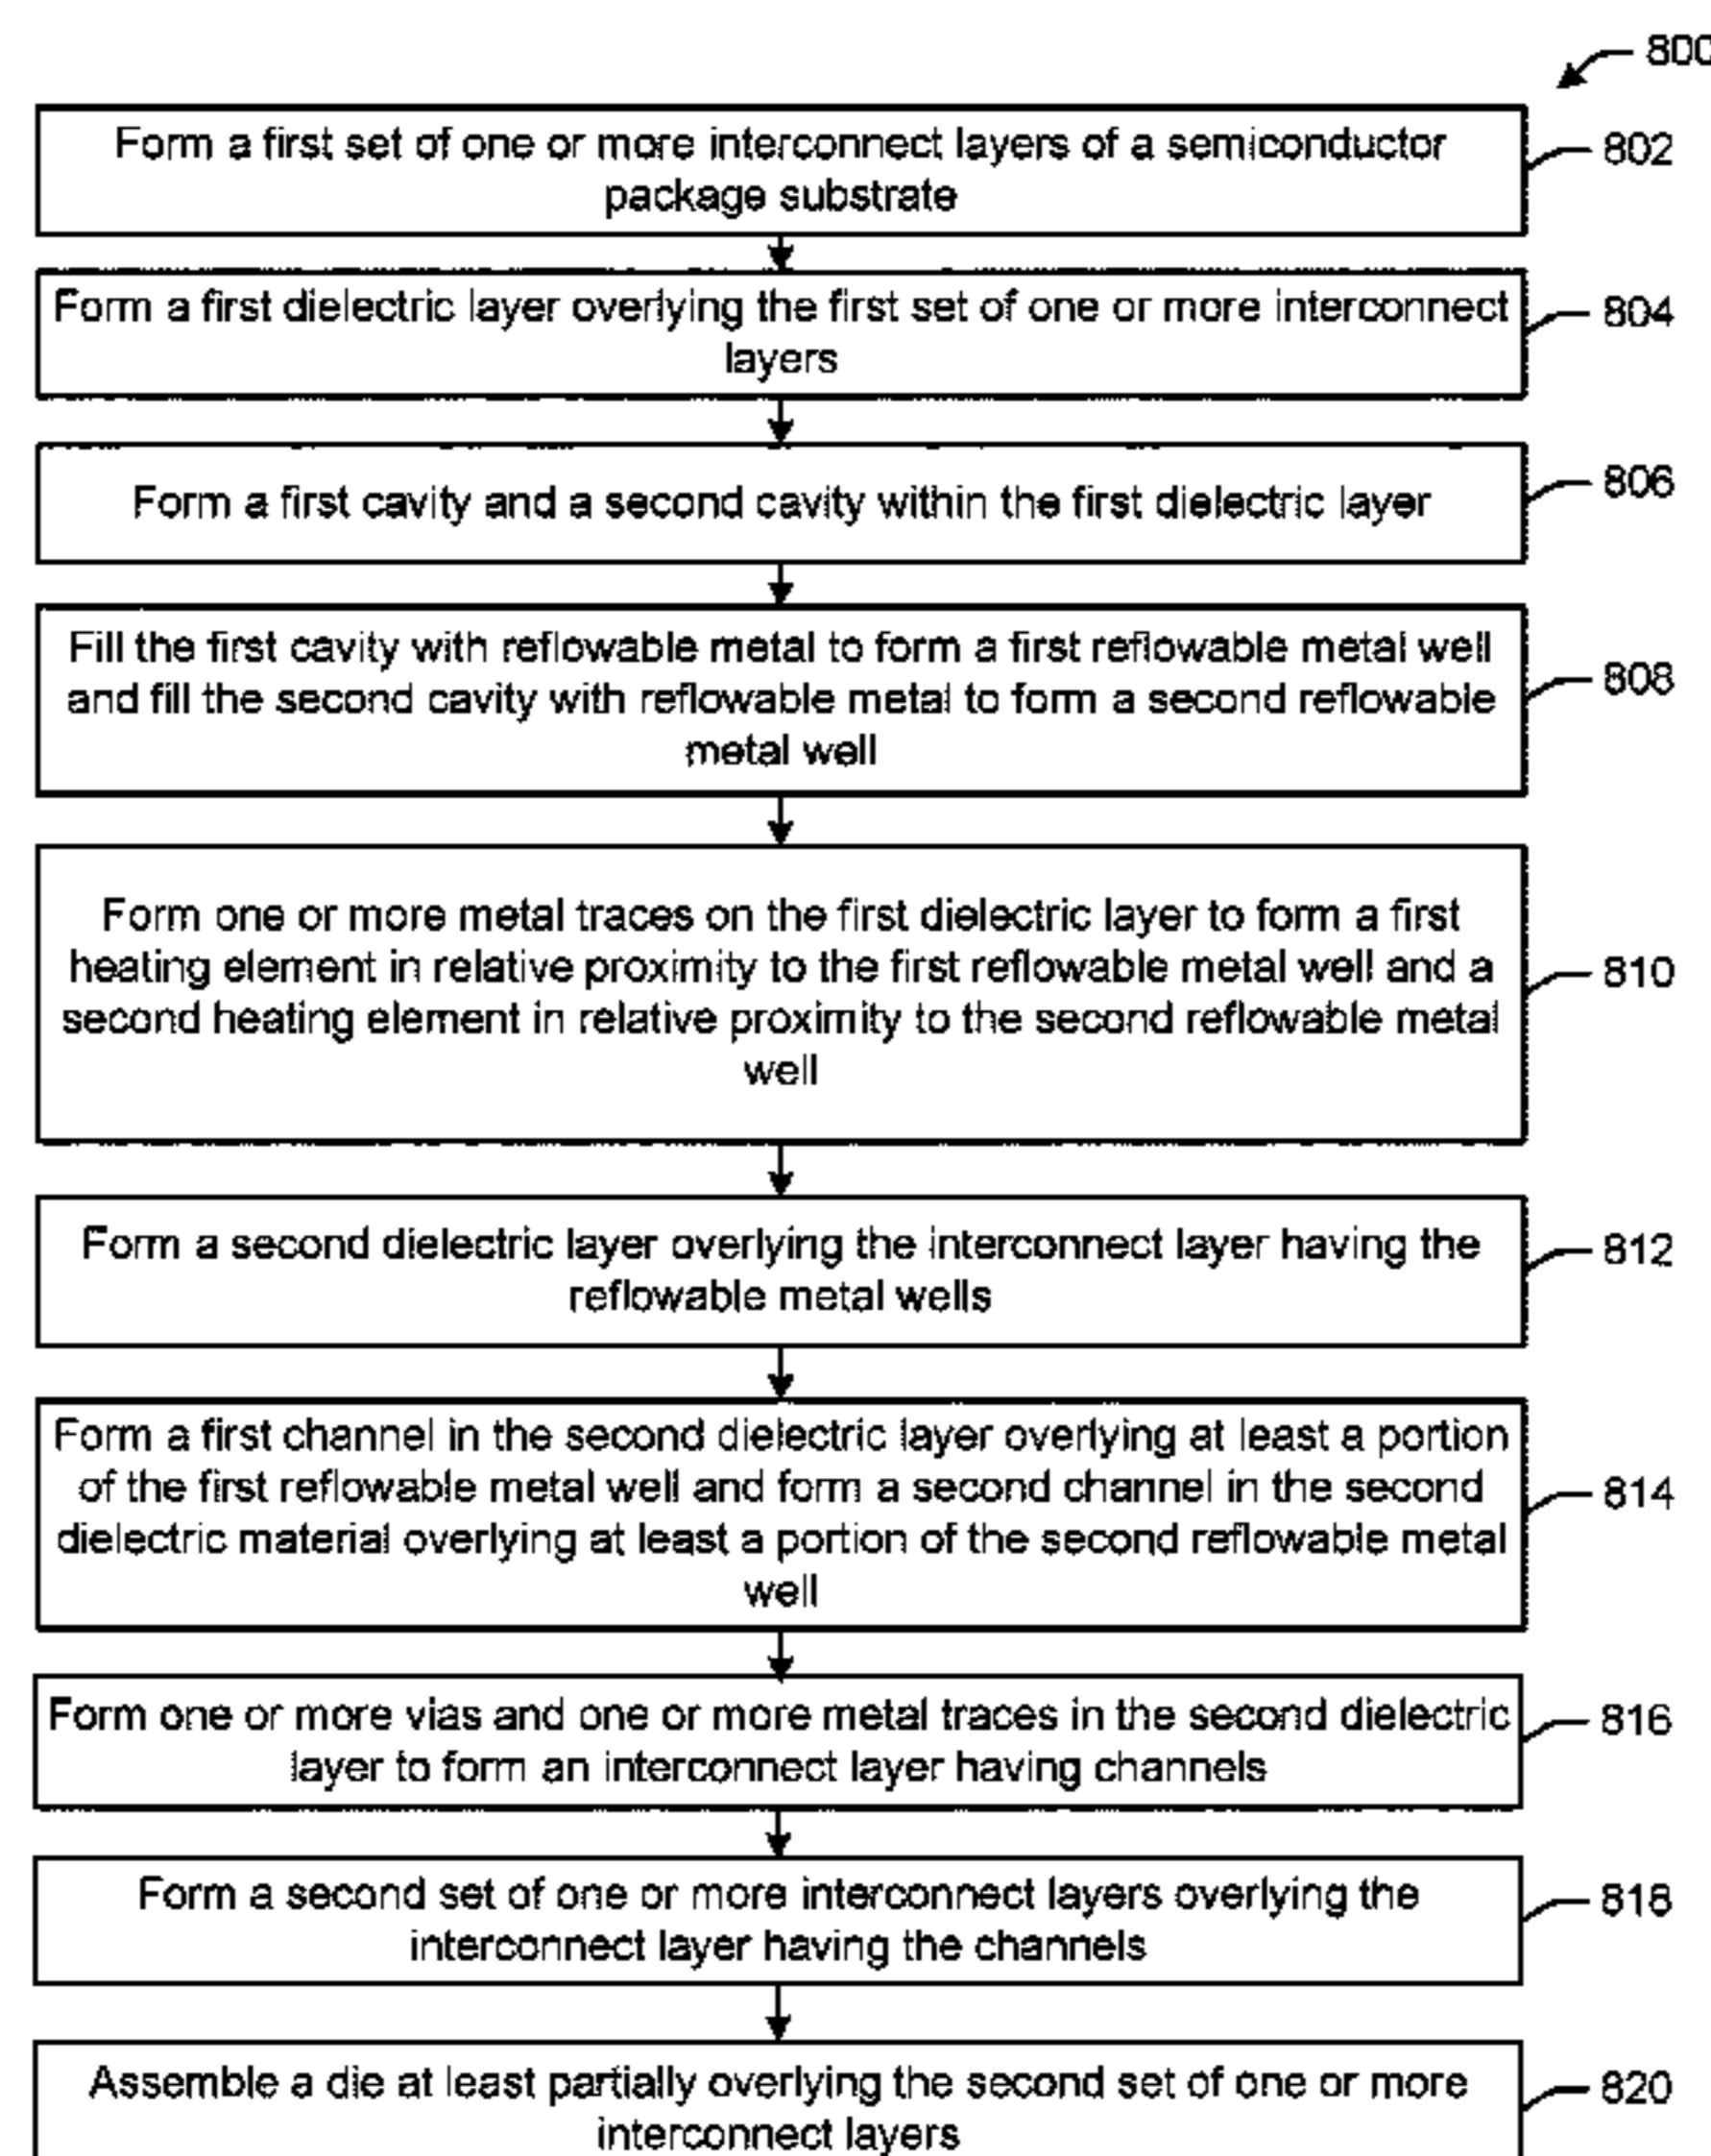 800
Form a first set of one or more interconnect layers of a semiconductor
package substrate
802
Form a first dielectric layer overlying the first set of one or more interconnect
layers
804
Form a first cavity and a second cavity within the first dielectric layer
806
Fill the first cavity with reflowable metal to form a first reflowable metal well
and fill the second cavity with reflowable metal to form a second reflowable
metal well
808
Form one or more metal traces on the first dielectric layer to form a first
heating element in relative proximity to the first reflowable metal well and a
second heating element in relative proximity to the second reflowable metal
well
810
Form a second dielectric layer overlying the interconnect layer having the
reflowable metal wells
812
Form a first channel in the second dielectric layer overlying at least a portion
of the first reflowable metal well and form a second channel in the second
dielectric material overlying at least a portion of the second reflowable metal
well
814
Form one or more vias and one or more metal traces in the second dielectric
layer to form an interconnect layer having channels
816
Form a second set of one or more interconnect layers overlying the
interconnect layer having the channels
818
Assemble a die at least partially overlying the second set of one or more
interconnect layers
820